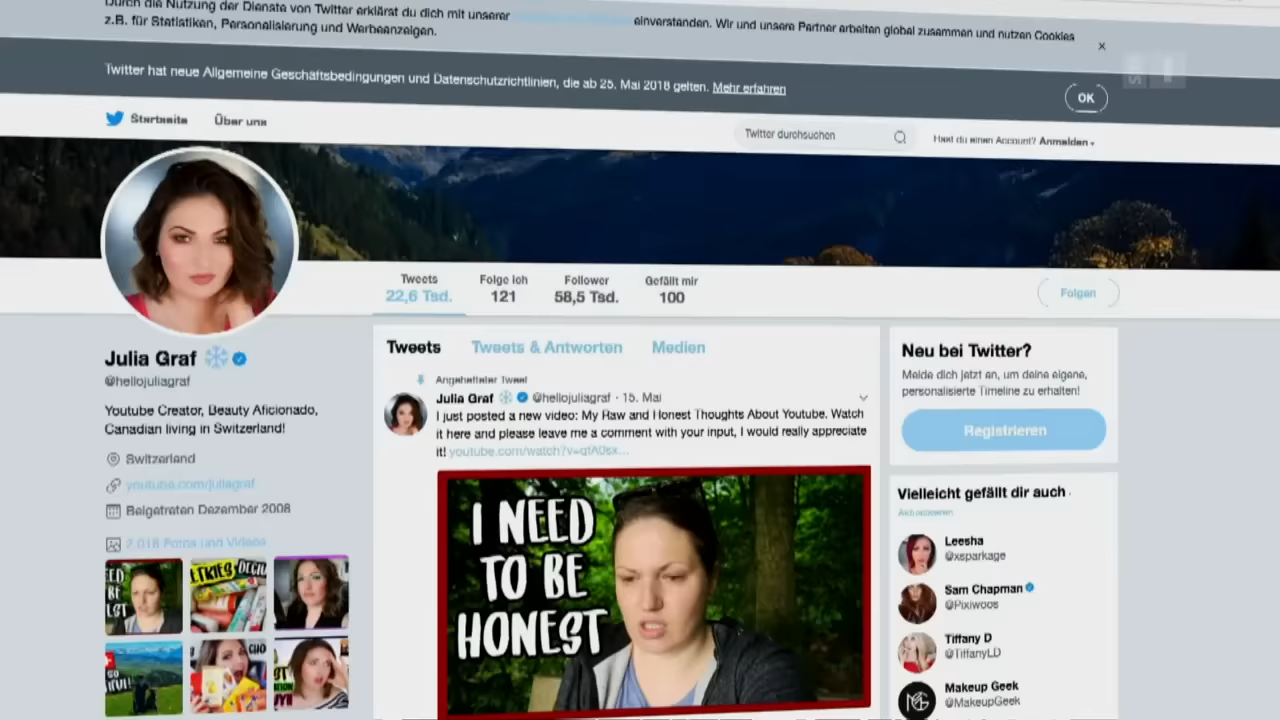 Durch die Nutzung der Dienste von Twitter erklärst du dich mit unserer einverstanden. Wir und unsere Partner arbeiten global zusammen und nutzen Cookies
z.B. für Statistiken, Personalisierung und Werbeanzeigen.
Twitter hat neue Allgemeine Geschäftsbedingungen und Datenschutzrichtlinien, die ab 25. Mai 2018 gelten. Mehr erfahren
OK
Startseite Über uns
Twitter durchsuchen
Hast du einen Account? Anmelden
Tweets Folge ich Follower Gefällt mir
22,6 Tsd. 121 58,5 Tsd. 100
Folgen
Julia Graf
@hellojuliagraf
Youtube Creator, Beauty Aficionado,
Canadian living in Switzerland!
Switzerland
youtube.com/juliagraf
Beigetreten Dezember 2008
2.018 Fotos und Videos
Tweets Tweets & Antworten Medien
Angehefteter Tweet
Julia Graf @hellojuliagraf · 15. Mai
I just posted a new video: My Raw and Honest Thoughts About Youtube. Watch
it here and please leave me a comment with your input, I would really appreciate
it!
I NEED
TO BE
HONEST
Neu bei Twitter?
Melde dich jetzt an, um deine eigene,
personalisierte Timeline zu erhalten!
Registrieren
Vielleicht gefällt dir auch ·
Aktualisieren
Leesha
@xsparkage
Sam Chapman
@Pixiwoos
Tiffany D
@TiffanyLD
Makeup Geek
@MakeupGeek